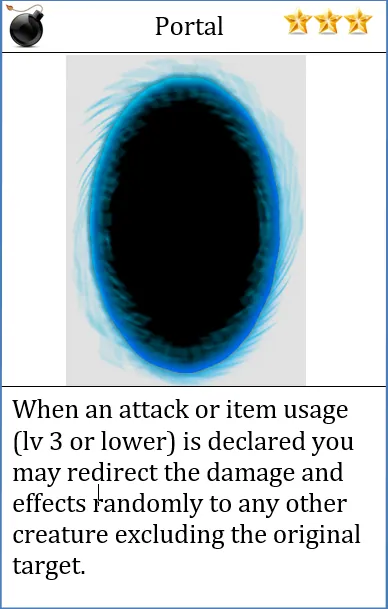 Portal
When an attack or item usage
(lv 3 or lower) is declared you
may redirect the damage and
effects randomly to any other
creature excluding the original
target.